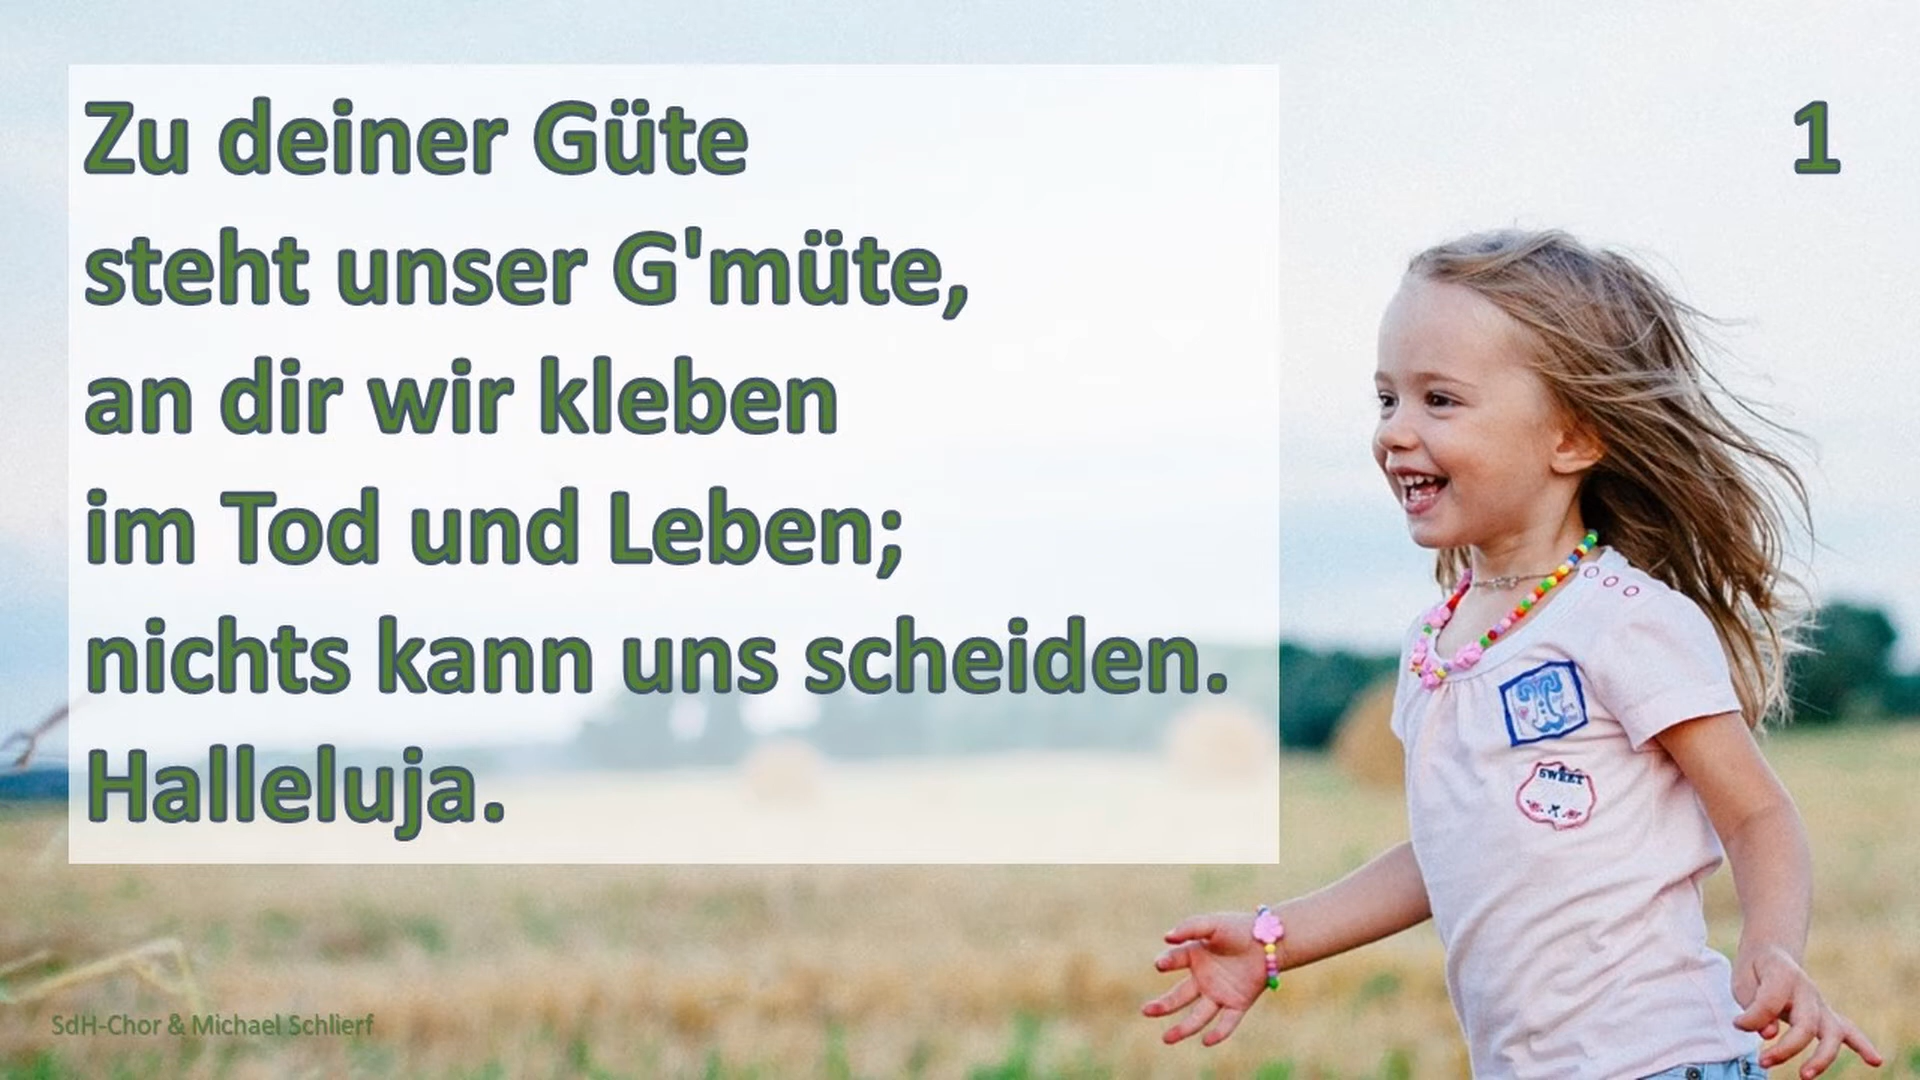 Zu deiner Güte
steht unser G'müte,
an dir wir kleben
im Tod und Leben;
nichts kann uns scheiden.
Halleluja.
1
SWEET
SdH-Chor & Michael Schlierf